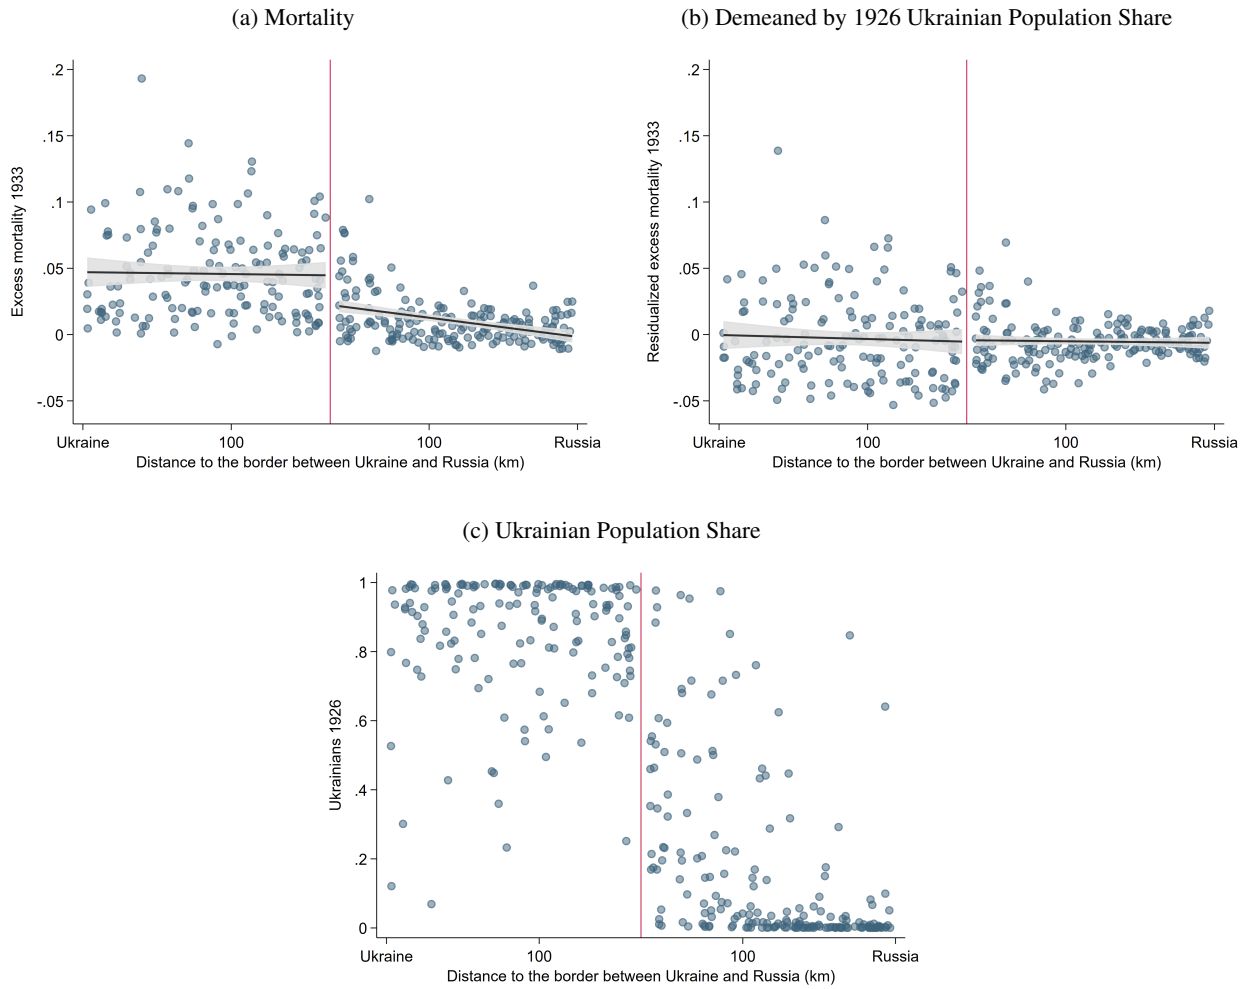 (a) Mortality
.2
.15
.1
.05
0
-.05
Excess mortality 1933
Ukraine 100 100 Russia
Distance to the border between Ukraine and Russia (km)
(b) Demeaned by 1926 Ukrainian Population Share
.2
.15
.1
.05
0
-.05
Residualized excess mortality 1933
Ukraine 100 100 Russia
Distance to the border between Ukraine and Russia (km)
(c) Ukrainian Population Share
1
.8
.6
.4
.2
0
Ukrainians 1926
Ukraine 100 100 Russia
Distance to the border between Ukraine and Russia (km)